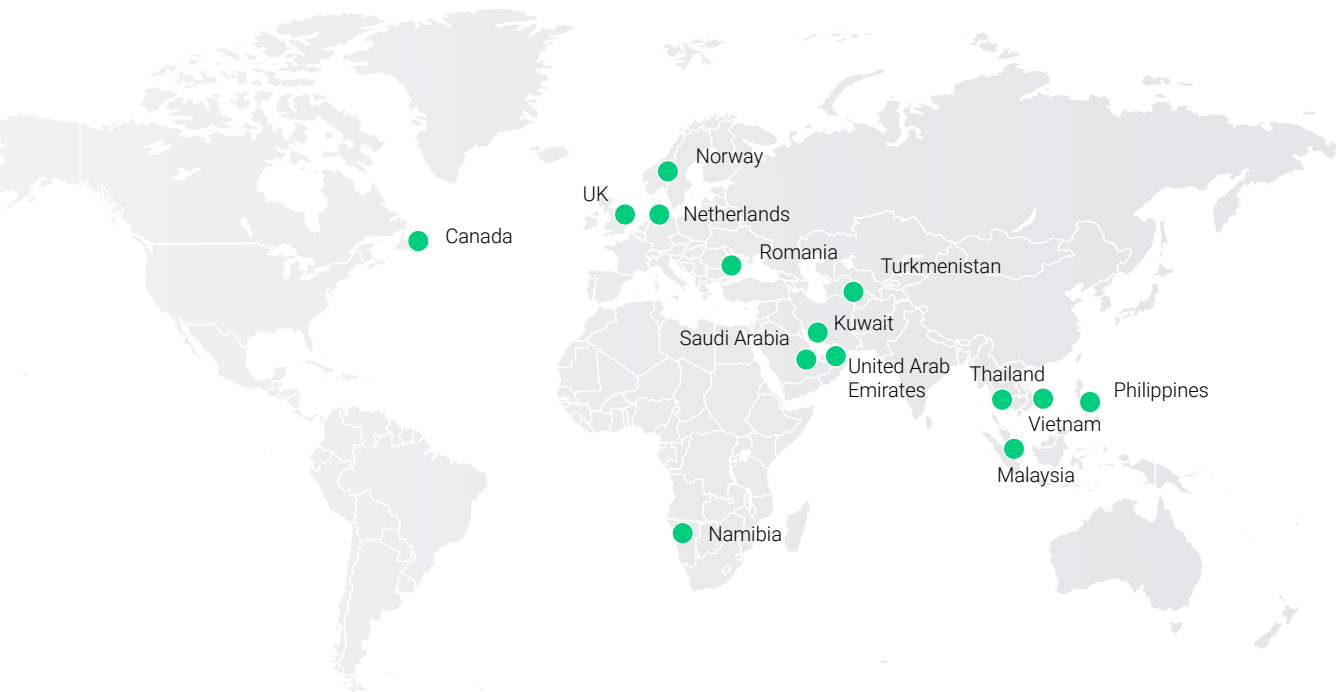 Norway
UK
Netherlands
Canada
Romania
Turkmenistan
Kuwait
Saudi Arabia
United Arab
Emirates
Thailand
Philippines
Vietnam
Malaysia
Namibia